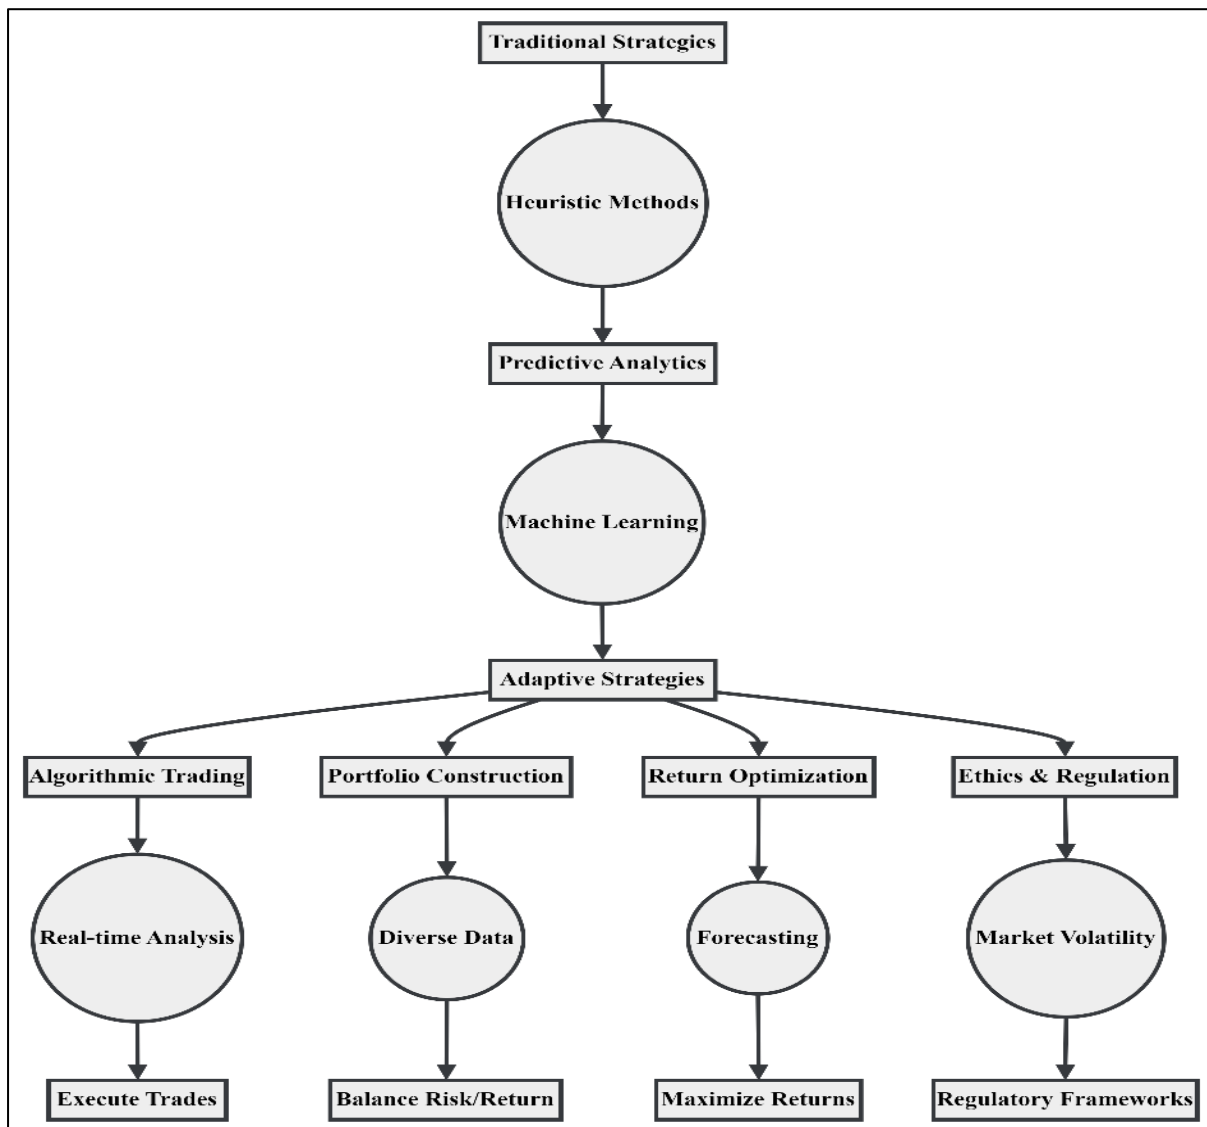 Traditional Strategies
Heuristic Methods
Predictive Analytics
Machine Learning
Adaptive Strategies
Algorithmic Trading
Portfolio Construction
Return Optimization
Ethics & Regulation
Real-time Analysis
Diverse Data
Forecasting
Market Volatility
Execute Trades
Balance Risk/Return
Maximize Returns
Regulatory Frameworks